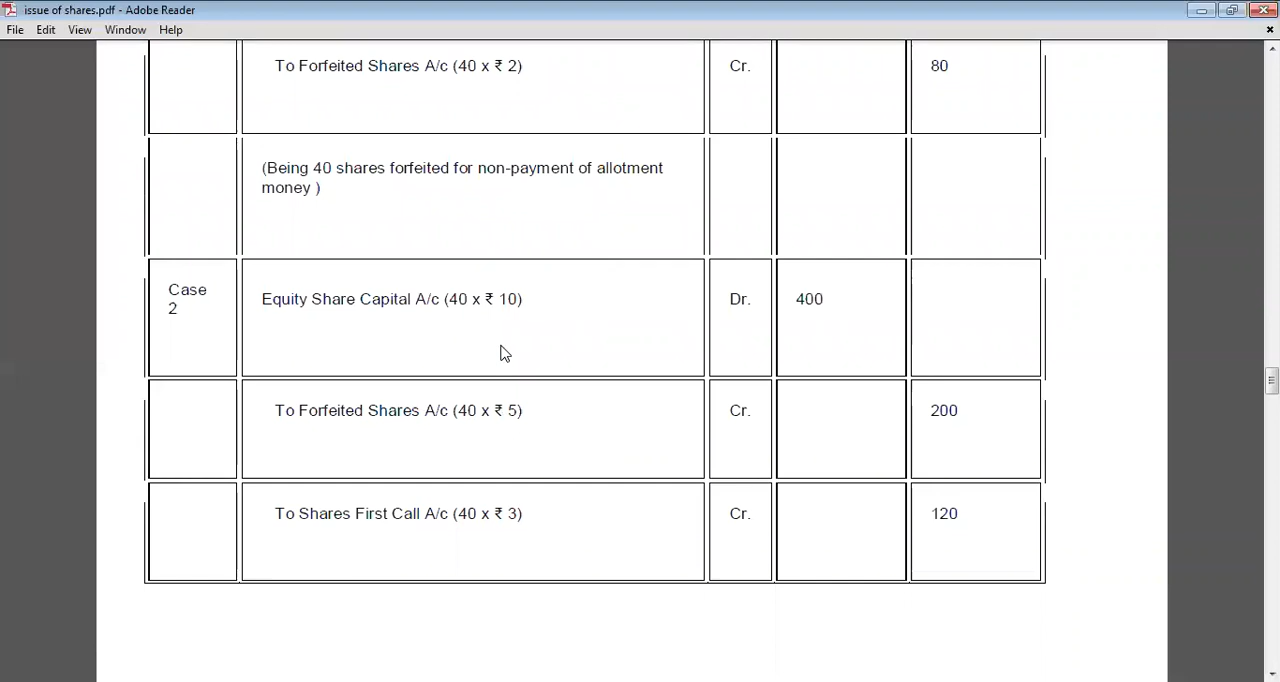 issue of shares.pdf - Adobe Reader
File Edit View Window Help
To Forfeited Shares A/c (40 x ₹ 2) Cr. 80
(Being 40 shares forfeited for non-payment of allotment
money )
Case
2
Equity Share Capital A/c (40 x ₹ 10) Dr. 400
To Forfeited Shares A/c (40 x ₹ 5) Cr. 200
To Shares First Call A/c (40 x ₹ 3) Cr. 120